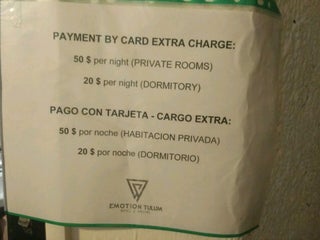 PAYMENT BY CARD EXTRA CHARGE:
50 $ per night (PRIVATE ROOMS)
20 $ per night (DORMITORY)
PAGO CON TARJETA - CARGO EXTRA:
50 $ por noche (HABITACION PRIVADA)
20 $ por noche (DORMITORIO)
EMOTION TULUM